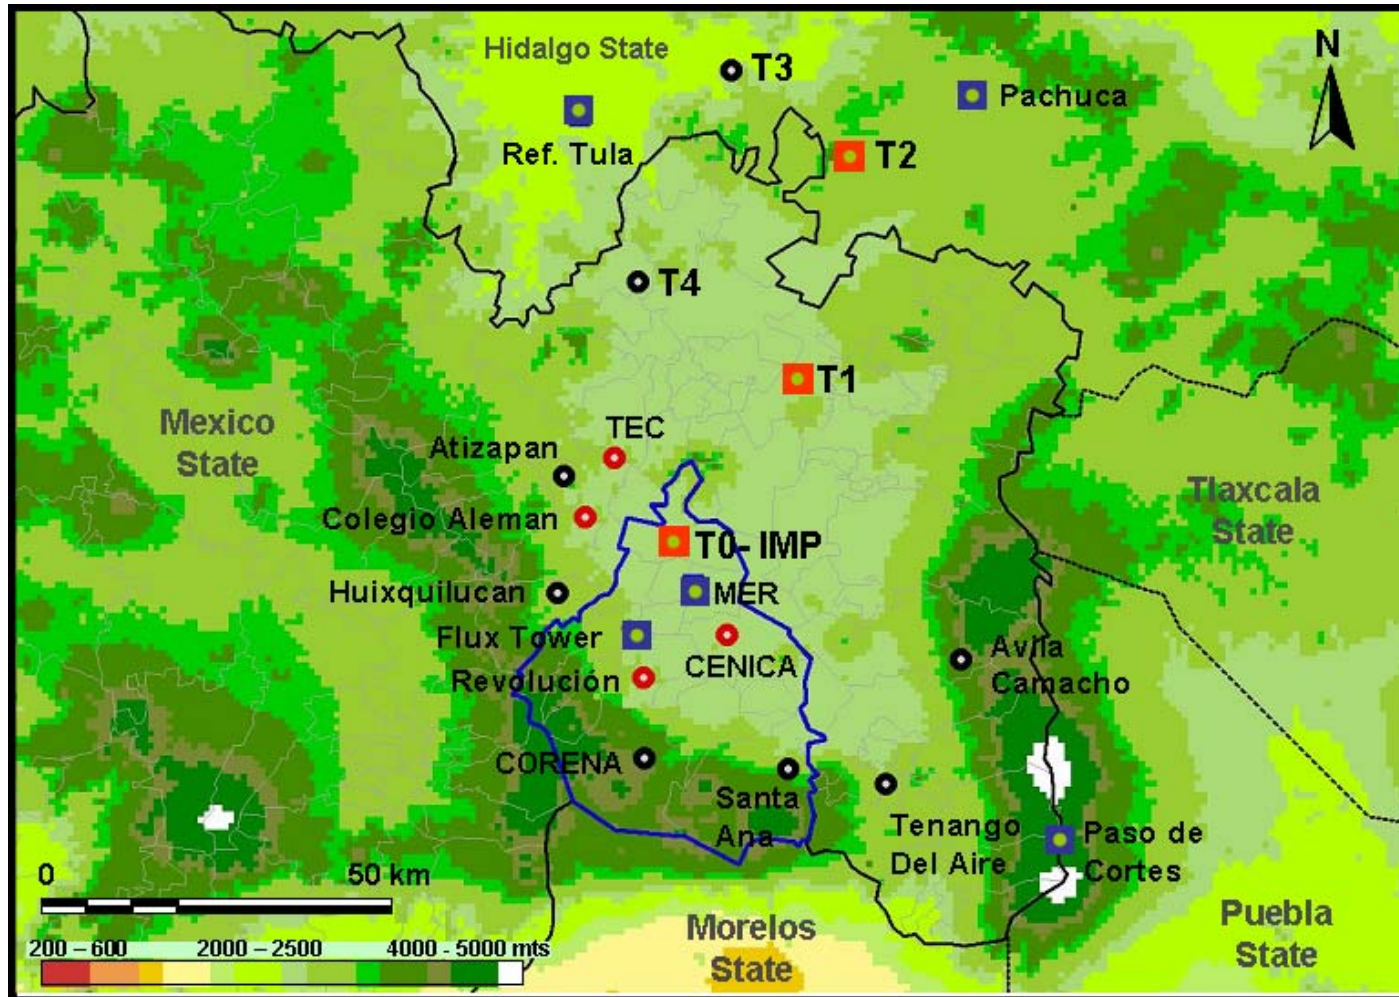 N
Hidalgo State
T3
Pachuca
Ref. Tula
T2
T4
T1
Mexico
State
TEC
Atizapan
Tlaxcala
State
Colegio Aleman
T0- IMP
Huixquilucan
MER
Flux Tower
CENICA
Avila
Camacho
Revolución
CORENA
Santa
Ana
Tenango
Del Aire
Paso de
Cortes
0 50 km
Morelos
State
Puebla
State
200 – 600 2000 – 2500 4000 - 5000 mts